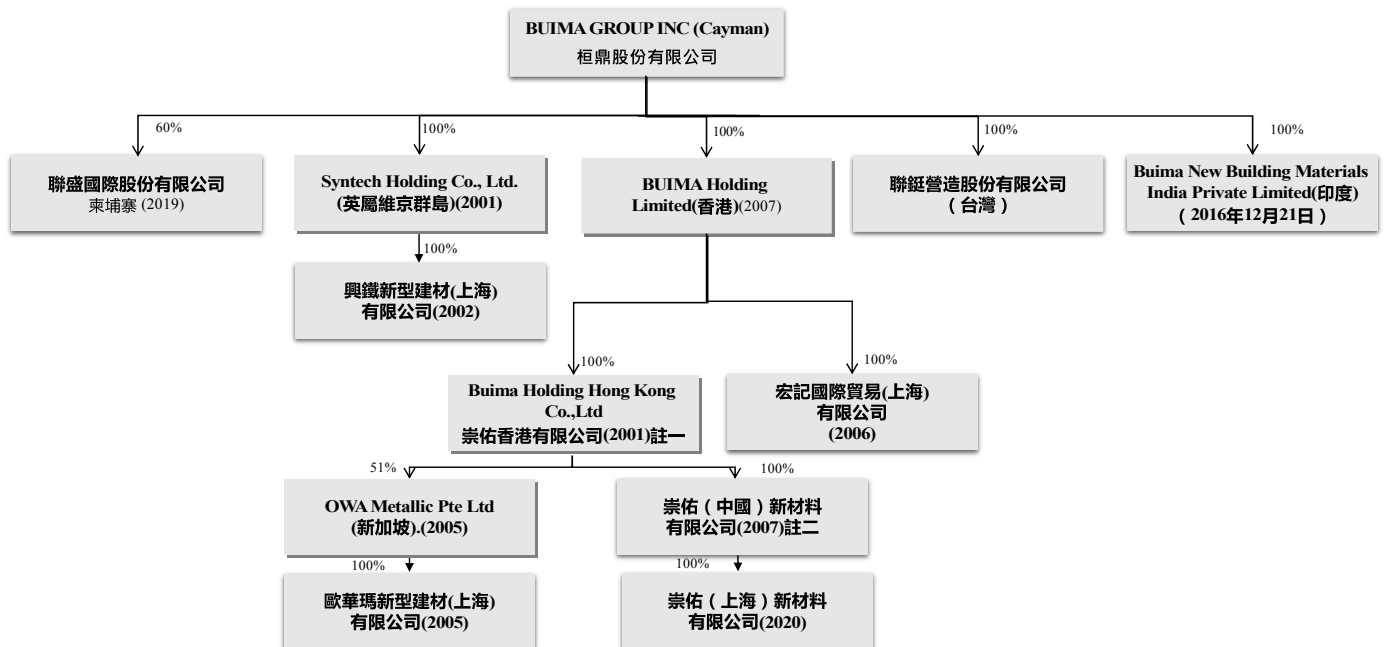 BUIMA GROUP INC (Cayman)
桓鼎股份有限公司
60%
100%
100%
100%
100%
聯盛國際股份有限公司
柬埔寨 (2019)
Syntech Holding Co., Ltd.
(英屬維京群島)(2001)
BUIMA Holding
Limited(香港)(2007)
聯鋌營造股份有限公司
(台灣)
Buima New Building Materials
India Private Limited(印度)
(2016年12月21日)
100%
興鐵新型建材(上海)
有限公司(2002)
100%
100%
Buima Holding Hong Kong
Co.,Ltd
崇佑香港有限公司(2001)註一
宏記國際貿易(上海)
有限公司
(2006)
51%
100%
OWA Metallic Pte Ltd
(新加坡).(2005)
崇佑(中國)新材料
有限公司(2007)註二
100%
100%
歐華瑪新型建材(上海)
有限公司(2005)
崇佑(上海)新材料
有限公司(2020)